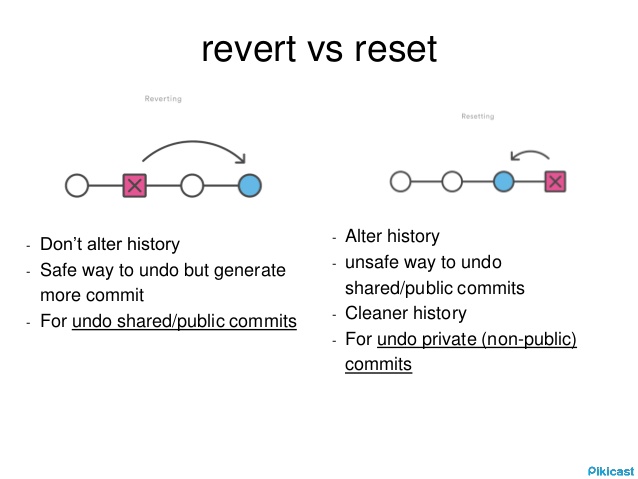 revert vs reset
Reverting
- Don't alter history
- Safe way to undo but generate
more commit
- For undo shared/public commits
Resetting
- Alter history
- unsafe way to undo
shared/public commits
- Cleaner history
- For undo private (non-public)
commits
Pikicast